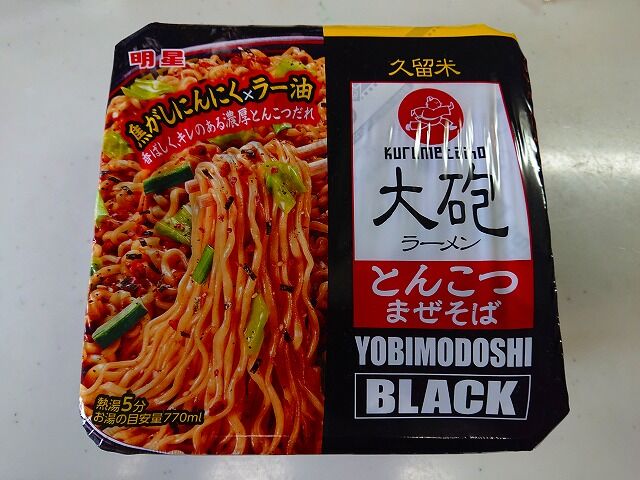 明星
焦がしにんにく×ラー油
香ばしく、キレのある濃厚とんこつだれ
熱湯5分
お湯の目安量770ml
久留米
大砲
ラーメン
とんこつ
まぜそば
YOBIMODOSHI
BLACK